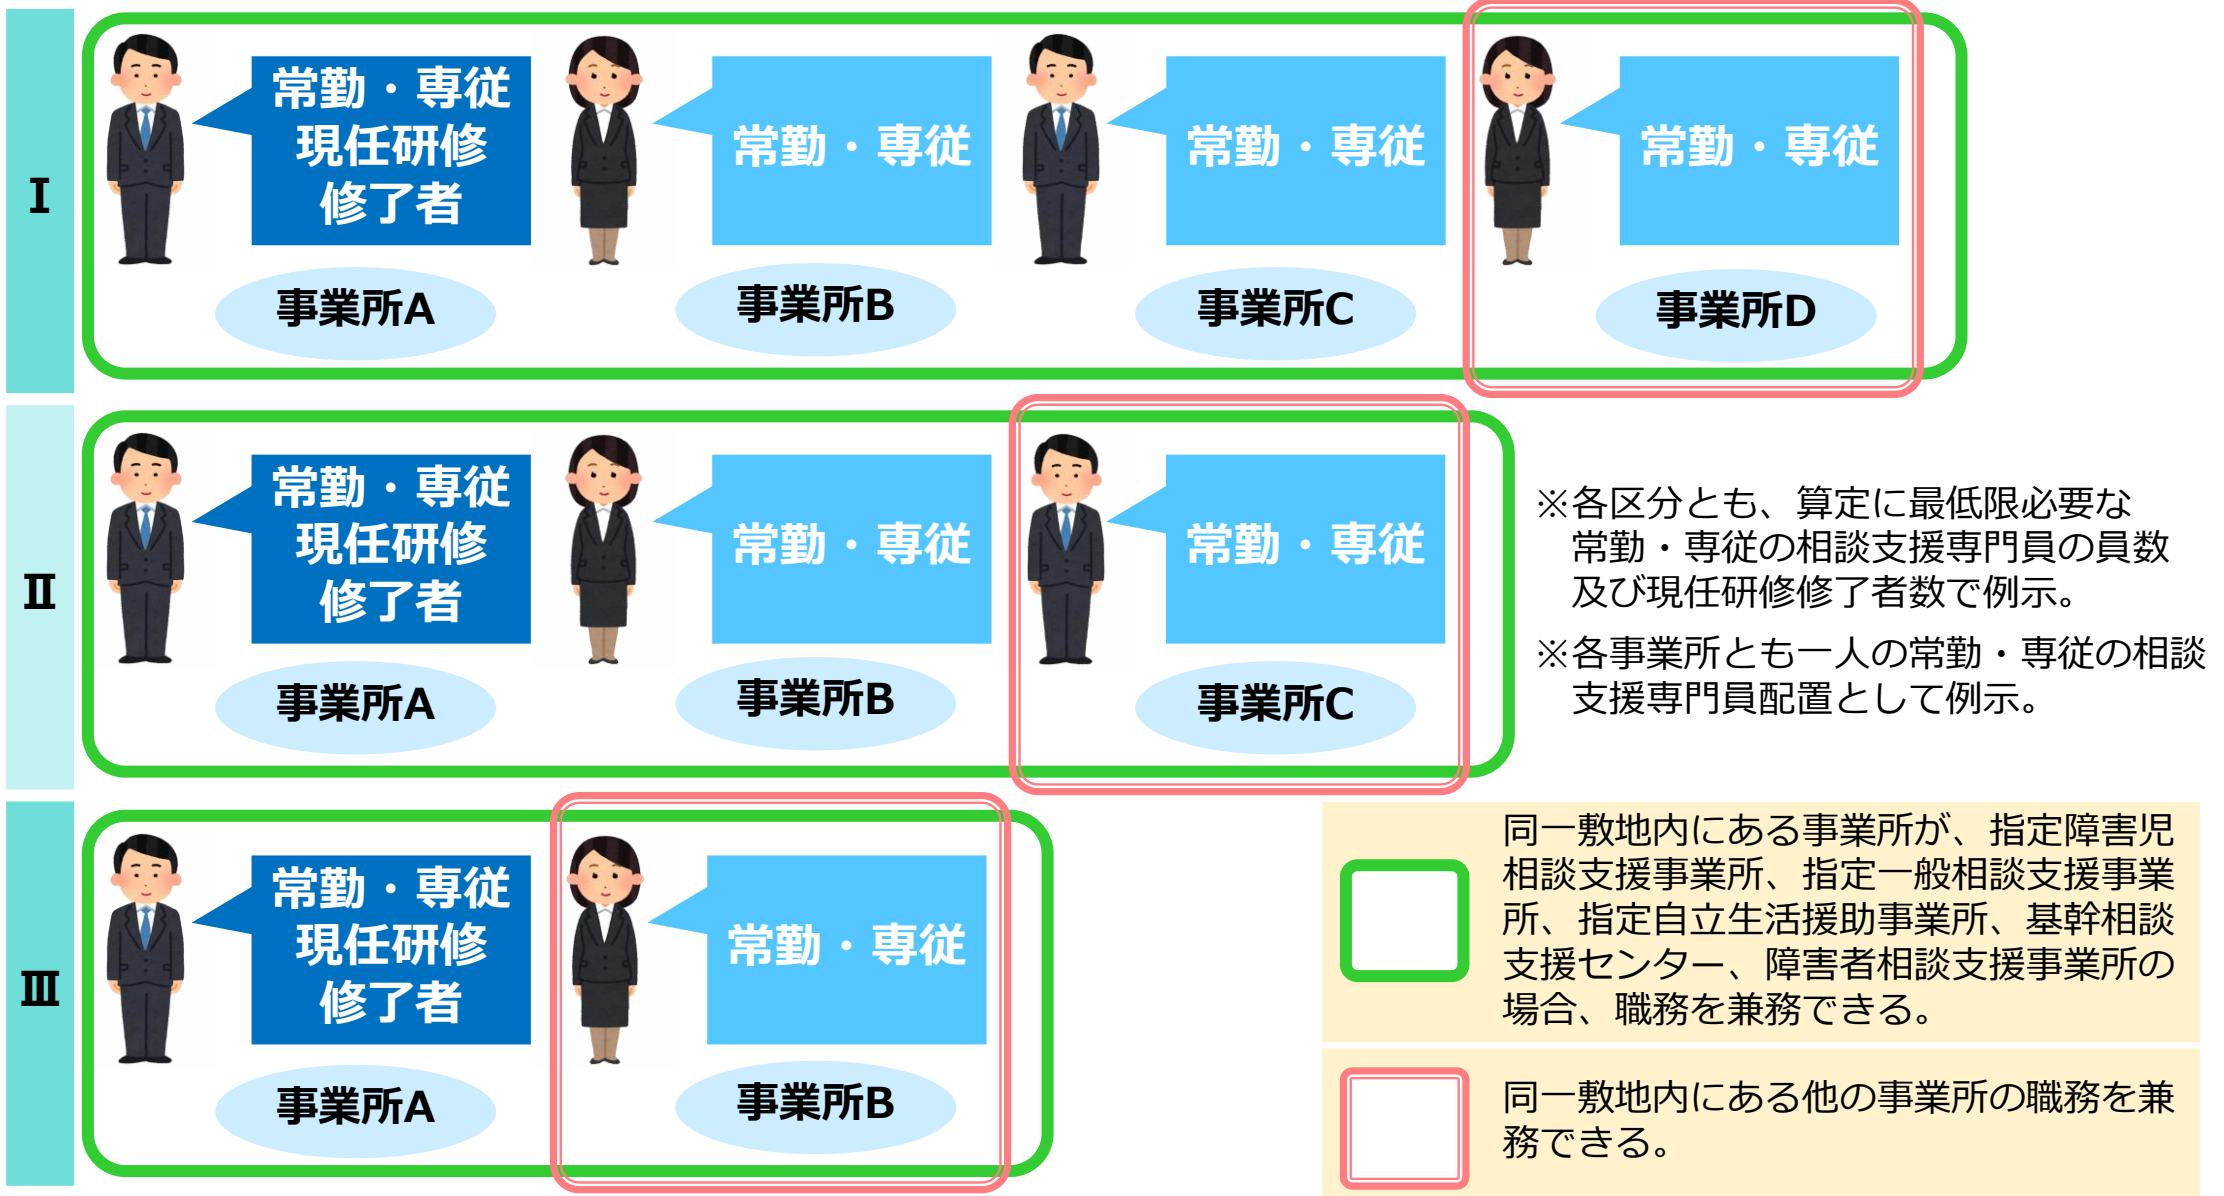 Ⅰ
常勤・専従
現任研修
修了者
事業所A
常勤・専従
事業所B
常勤・専従
事業所C
常勤・専従
事業所D
Ⅱ
常勤・専従
現任研修
修了者
事業所A
常勤・専従
事業所B
常勤・専従
事業所C
※各区分とも、算定に最低限必要な
常勤・専従の相談支援専門員の員数
及び現任研修修了者数で例示。
※各事業所とも一人の常勤・専従の相談
支援専門員配置として例示。
Ⅲ
常勤・専従
現任研修
修了者
事業所A
常勤・専従
事業所B
同一敷地内にある事業所が、指定障害児
相談支援事業所、指定一般相談支援事業
所、指定自立生活援助事業所、基幹相談
支援センター、障害者相談支援事業所の
場合、職務を兼務できる。
同一敷地内にある他の事業所の職務を兼
務できる。